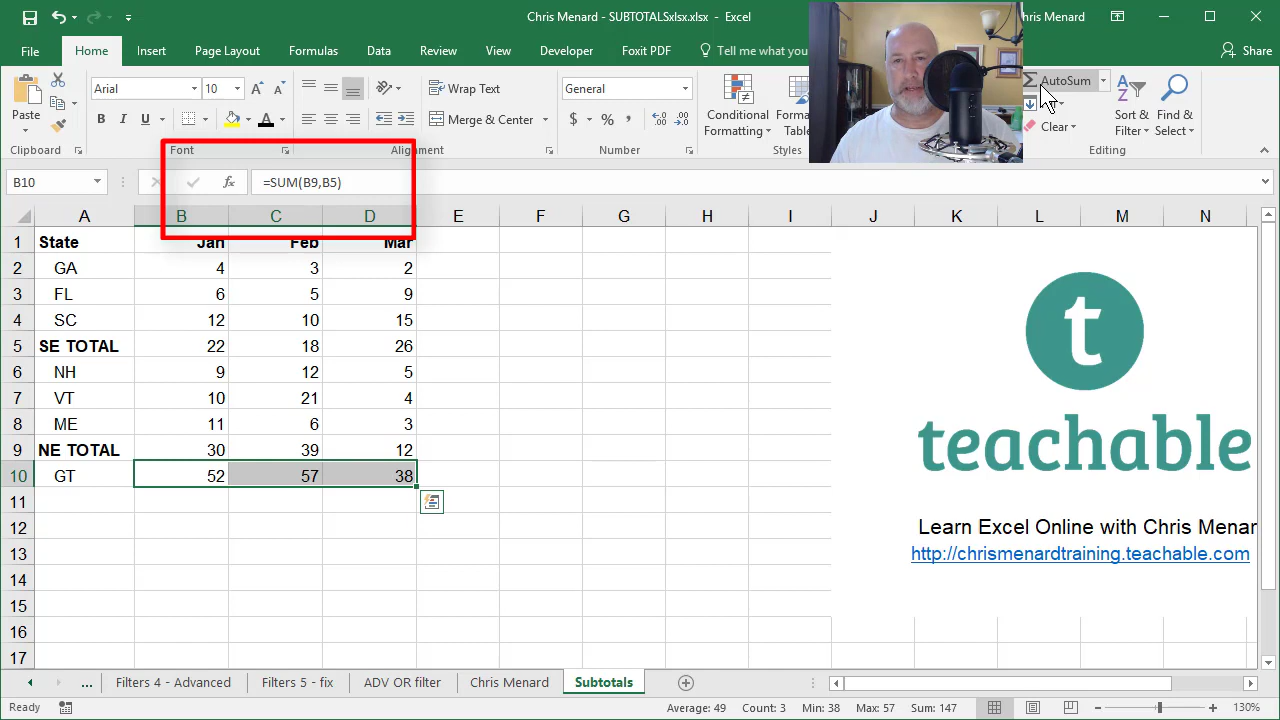 Chris Menard - SUBTOTALSxlsx.xlsx - Excel
hris Menard
File Home Insert Page Layout Formulas Data Review View Developer Foxit PDF Tell me what you Share
Paste
Arial 10
B I U A
Wrap Text
Merge & Center
General
$ % ,
Conditional Formatting
Forma Table
AutoSum
Clear
Sort & Filter
Find & Select
Clipboard Font Alignment Number Styles Editing
B10 fx =SUM(B9,B5)
A B C D E F G H I J K L M N
1 State Jan Feb Mar
2 GA 4 3 2
3 FL 6 5 9
4 SC 12 10 15
5 SE TOTAL 22 18 26
6 NH 9 12 5
7 VT 10 21 4
8 ME 11 6 3
9 NE TOTAL 30 39 12
10 GT 52 57 38
11
12
13
14
15
16
17
t
teachable
Learn Excel Online with Chris Menar
http://chrismenardtraining.teachable.com
... Filters 4 - Advanced Filters 5 - fix ADV OR filter Chris Menard Subtotals
Ready Average: 49 Count: 3 Min: 38 Max: 57 Sum: 147 130%